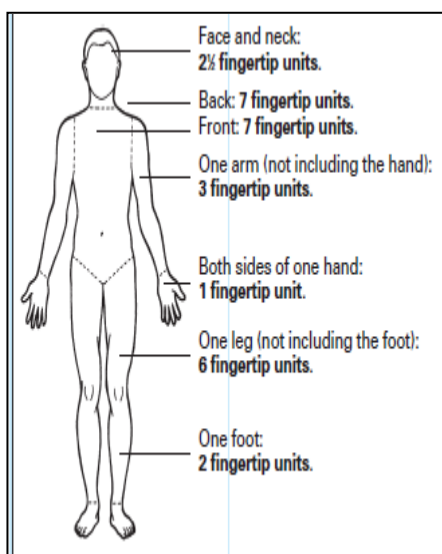 Face and neck:
2½ fingertip units.
Back: 7 fingertip units.
Front: 7 fingertip units.
One arm (not including the hand):
3 fingertip units.
Both sides of one hand:
1 fingertip unit.
One leg (not including the foot):
6 fingertip units.
One foot:
2 fingertip units.